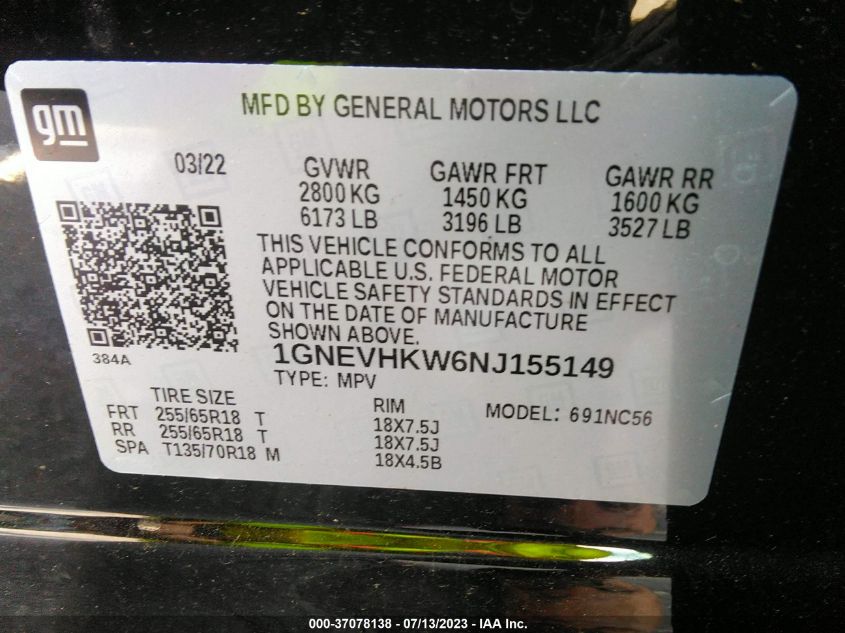 gm
MFD BY GENERAL MOTORS LLC
03/22 GVWR GAWR FRT GAWR RR
2800 KG 1450 KG 1600 KG
6173 LB 3196 LB 3527 LB
THIS VEHICLE CONFORMS TO ALL
APPLICABLE U.S. FEDERAL MOTOR
VEHICLE SAFETY STANDARDS IN EFFECT
ON THE DATE OF MANUFACTURE
SHOWN ABOVE.
384A
1GNEVHKW6NJ155149
TYPE: MPV
TIRE SIZE RIM MODEL: 691NC56
FRT 255/65R18 T 18X7.5J
RR 255/65R18 T 18X7.5J
SPA T135/70R18 M 18X4.5B
000-37078138 - 07/13/2023 - IAA Inc.